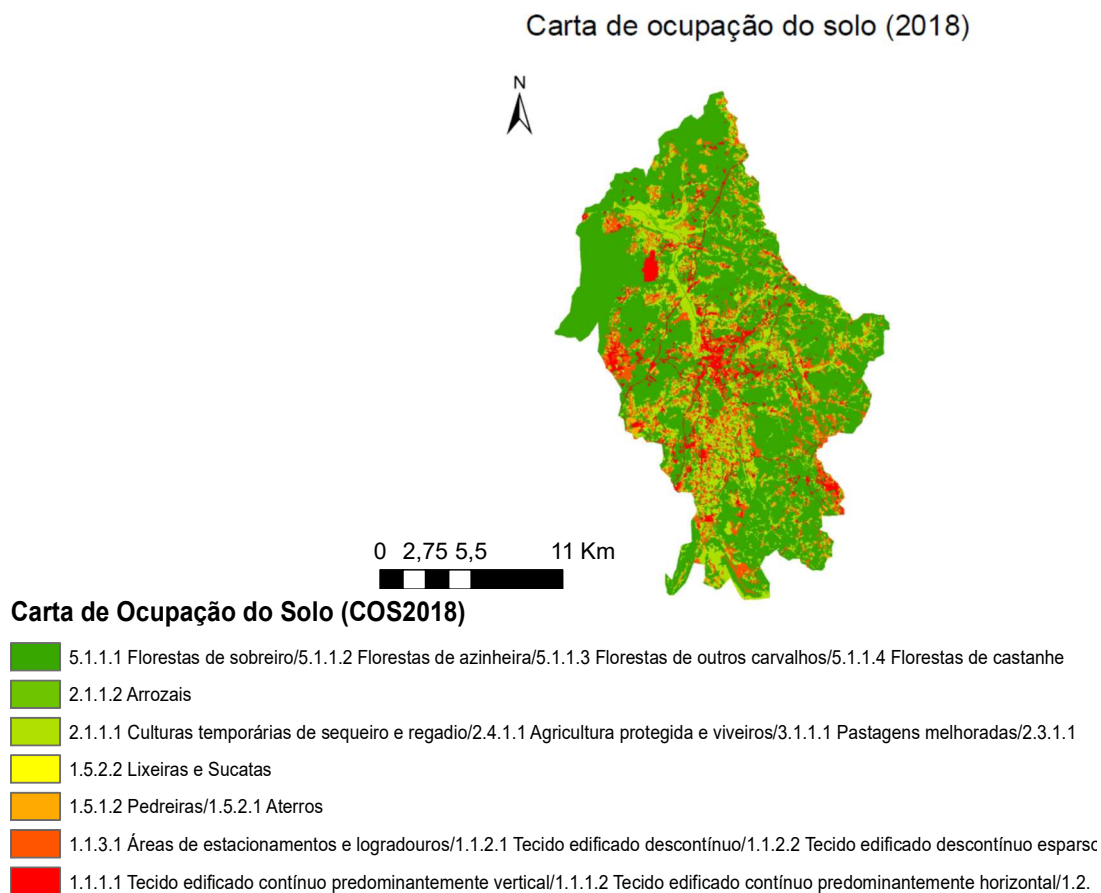 Carta de ocupação do solo (2018)
N
0 2,75 5,5 11 Km
Carta de Ocupação do Solo (COS2018)
5.1.1.1 Florestas de sobreiro/5.1.1.2 Florestas de azinheira/5.1.1.3 Florestas de outros carvalhos/5.1.1.4 Florestas de castanhe
2.1.1.2 Arrozais
2.1.1.1 Culturas temporárias de sequeiro e regadio/2.4.1.1 Agricultura protegida e viveiros/3.1.1.1 Pastagens melhoradas/2.3.1.1
1.5.2.2 Lixeiras e Sucatas
1.5.1.2 Pedreiras/1.5.2.1 Aterros
1.1.3.1 Áreas de estacionamentos e logradouros/1.1.2.1 Tecido edificado descontínuo/1.1.2.2 Tecido edificado descontínuo esparso
1.1.1.1 Tecido edificado contínuo predominantemente vertical/1.1.1.2 Tecido edificado contínuo predominantemente horizontal/1.2.